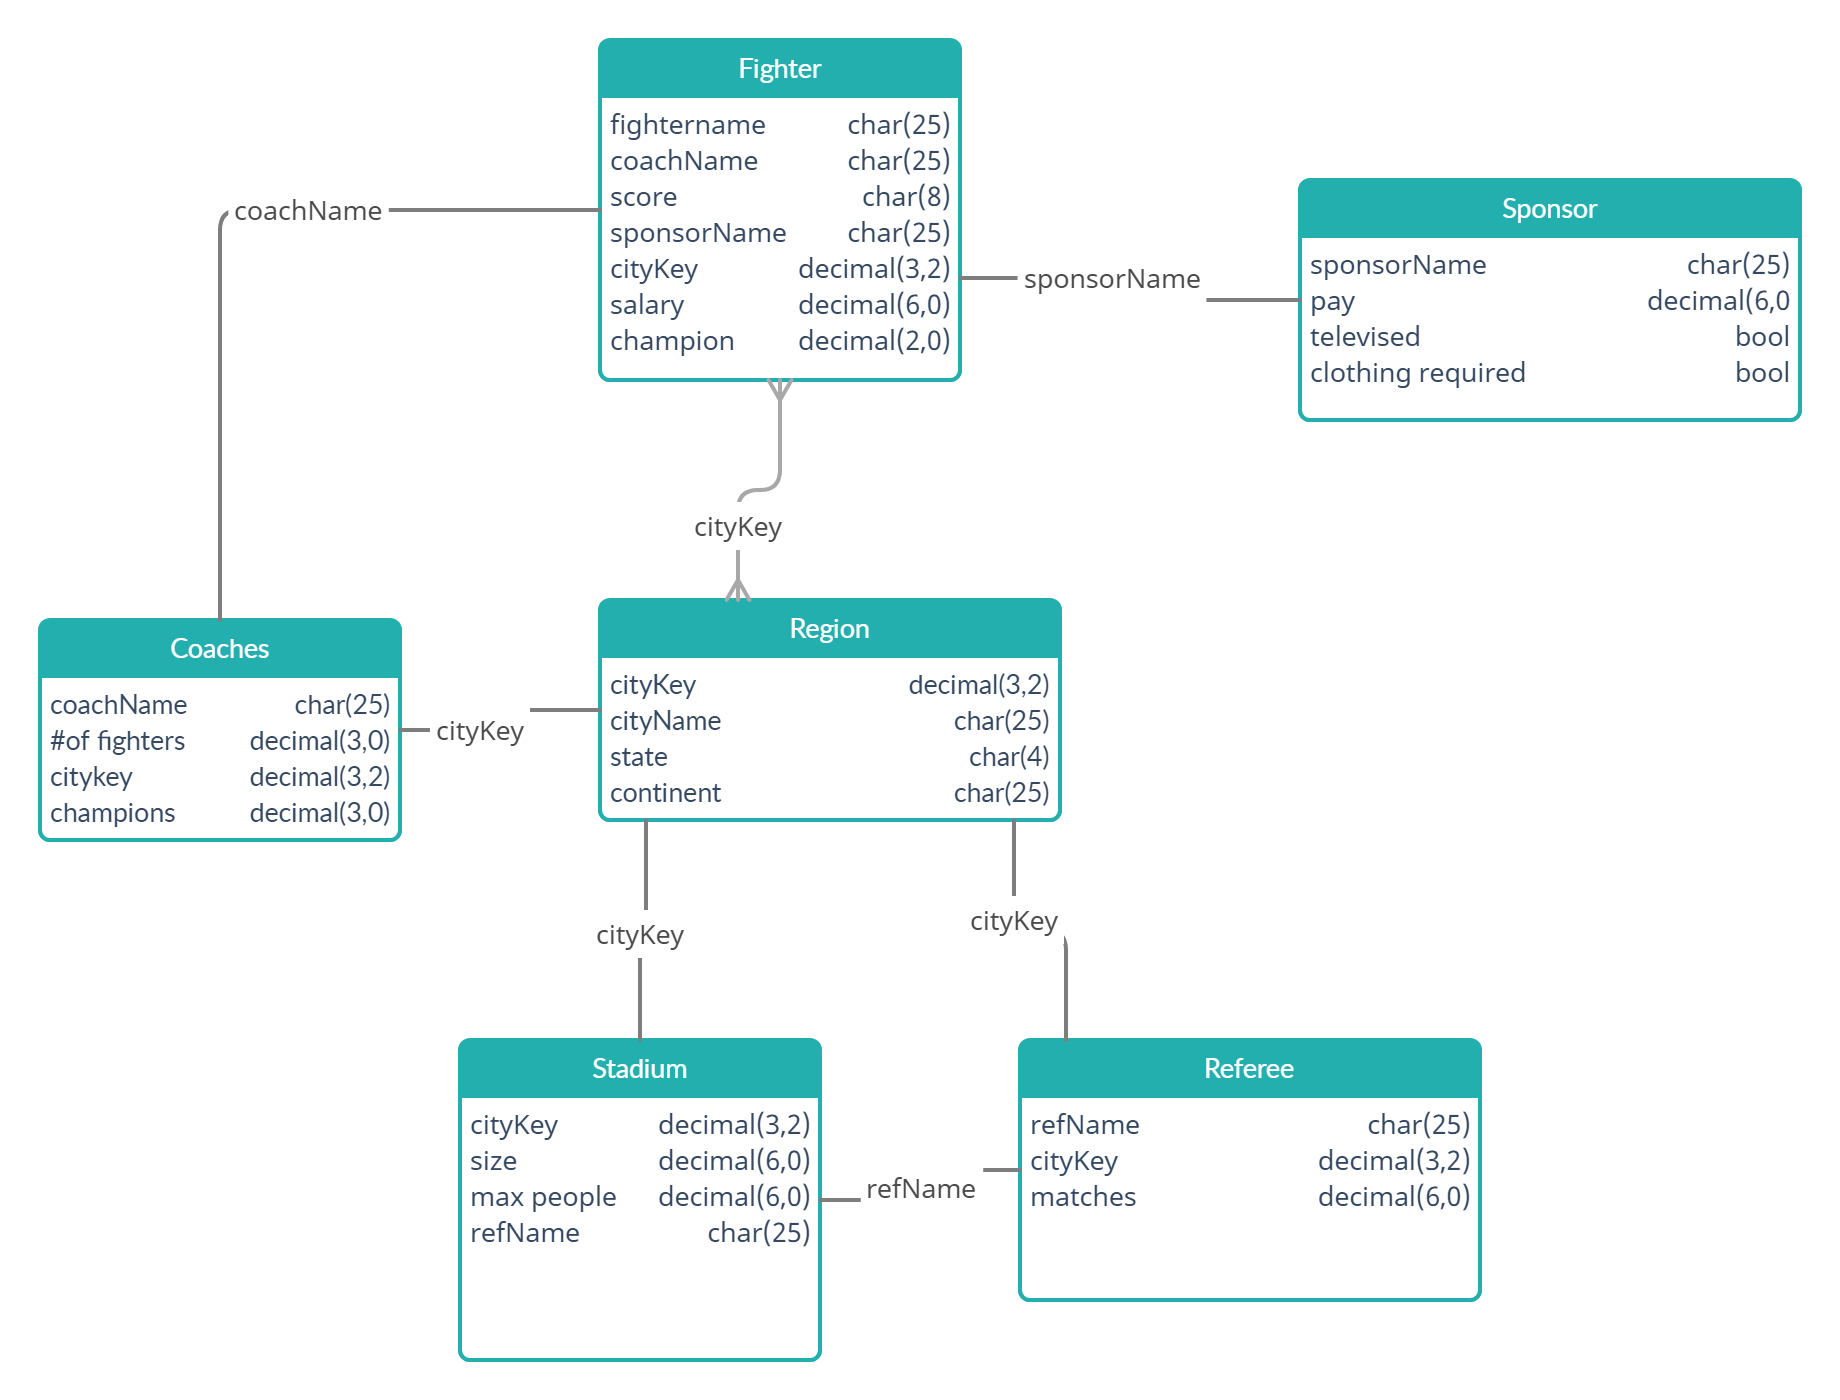 Fighter
fightername char(25)
coachName char(25)
score char(8)
sponsorName char(25)
cityKey decimal(3,2)
salary decimal(6,0)
champion decimal(2,0)
coachName
sponsorName
Sponsor
sponsorName char(25)
pay decimal(6,0
televised bool
clothing required bool
cityKey
Coaches
coachName char(25)
#of fighters decimal(3,0)
citykey decimal(3,2)
champions decimal(3,0)
cityKey
Region
cityKey decimal(3,2)
cityName char(25)
state char(4)
continent char(25)
cityKey
cityKey
Stadium
cityKey decimal(3,2)
size decimal(6,0)
max people decimal(6,0)
refName char(25)
refName
Referee
refName char(25)
cityKey decimal(3,2)
matches decimal(6,0)